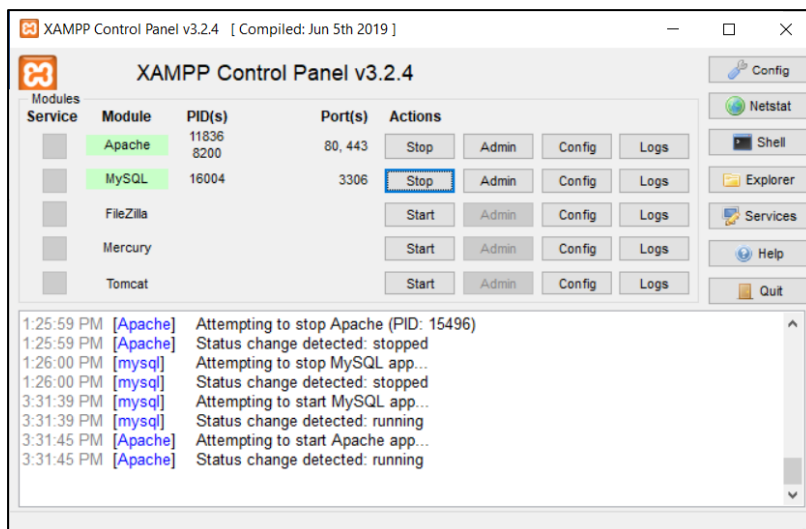 XAMPP Control Panel v3.2.4 [ Compiled: Jun 5th 2019 ]
XAMPP Control Panel v3.2.4
Config
Modules
Service Module PID(s) Port(s) Actions
Netstat
Apache 11836 8200 80, 443 Stop Admin Config Logs
Shell
MySQL 16004 3306 Stop Admin Config Logs
Explorer
FileZilla Start Admin Config Logs
Services
Mercury Start Admin Config Logs
Help
Tomcat Start Admin Config Logs
Quit
1:25:59 PM [Apache] Attempting to stop Apache (PID: 15496)
1:25:59 PM [Apache] Status change detected: stopped
1:26:00 PM [mysql] Attempting to stop MySQL app...
1:26:00 PM [mysql] Status change detected: stopped
3:31:39 PM [mysql] Attempting to start MySQL app...
3:31:39 PM [mysql] Status change detected: running
3:31:45 PM [Apache] Attempting to start Apache app...
3:31:45 PM [Apache] Status change detected: running